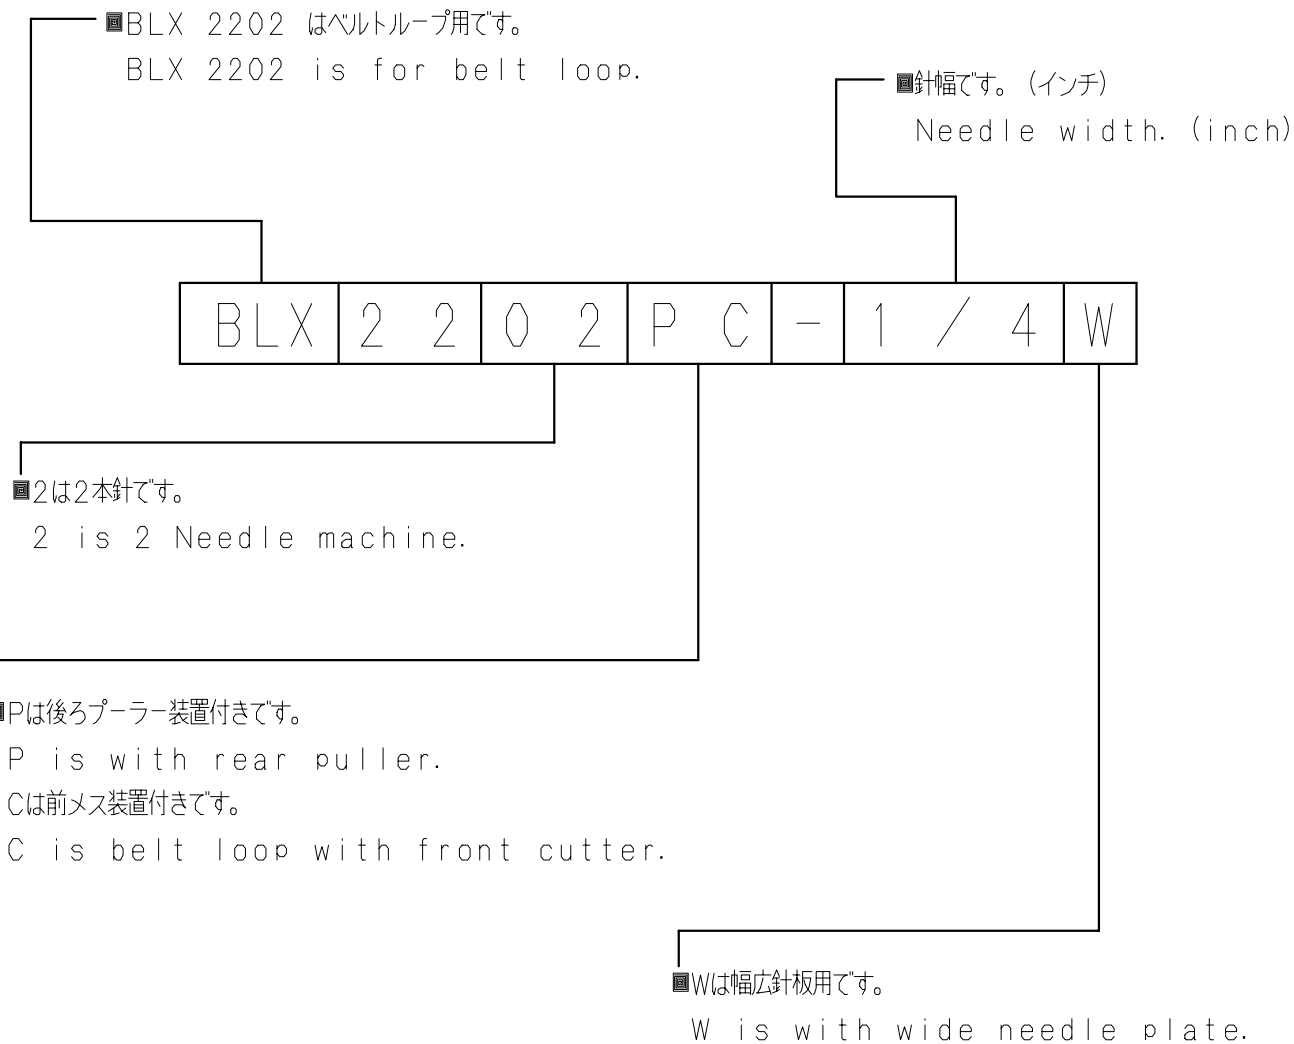 BLX 2202 はベルトループ用です。
BLX 2202 is for belt loop.
針幅です。(インチ)
Needle width. (inch)
BLX 2 2 0 2 P C - 1 / 4 W
2は2本針です。
2 is 2 Needle machine.
Pは後ろプーラー装置付きです。
P is with rear puller.
Cは前メス装置付きです。
C is belt loop with front cutter.
Wは幅広針板用です。
W is with wide needle plate.